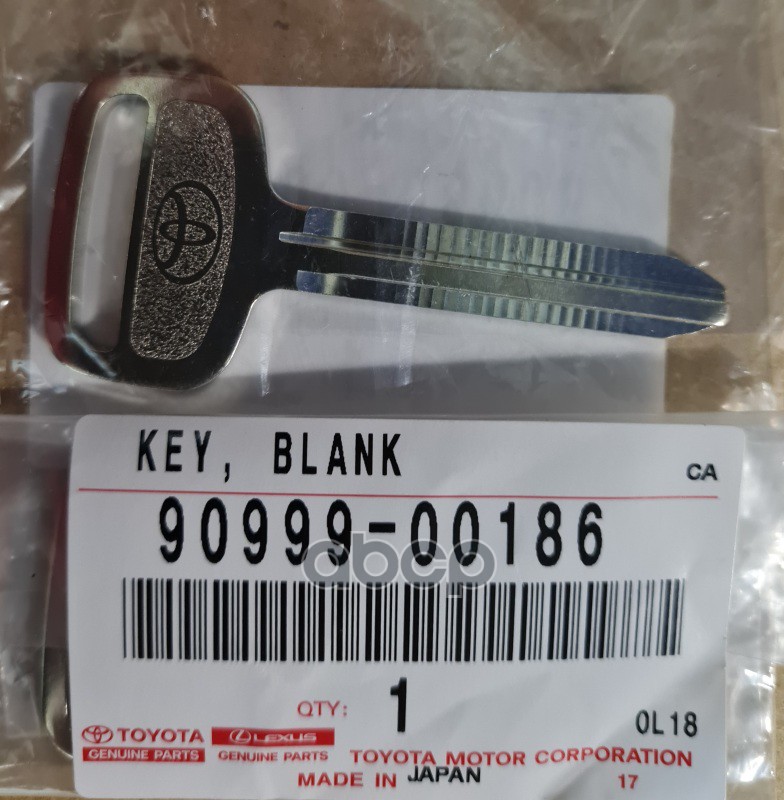 KEY, BLANK
CA
90999-00186
abcp
QTY: 1
0L18
TOYOTA LEXUS
GENUINE PARTS GENUINE PARTS TOYOTA MOTOR CORPORATION
MADE IN JAPAN 17